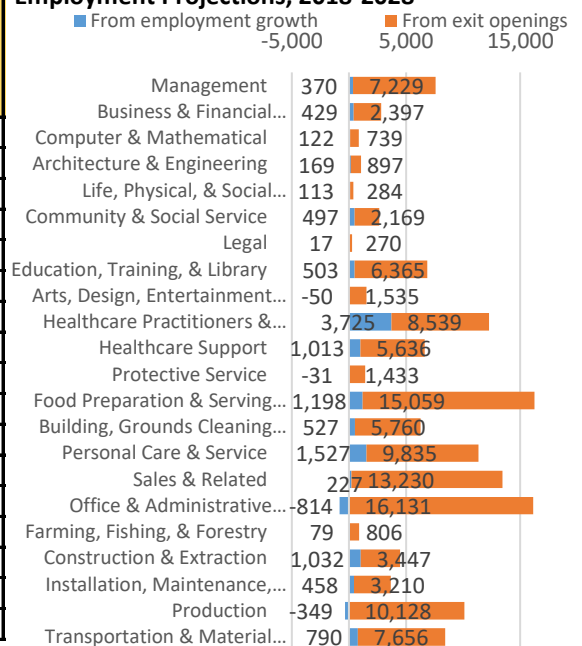 Employment Projections, 2018-2028
From employment growth From exit openings
-5,000 5,000 15,000
Management 370 7,229
Business & Financial... 429 2,397
Computer & Mathematical 122 739
Architecture & Engineering 169 897
Life, Physical, & Social... 113 284
Community & Social Service 497 2,169
Legal 17 270
Education, Training, & Library 503 6,365
Arts, Design, Entertainment... -50 1,535
Healthcare Practitioners &... 3,725 8,539
Healthcare Support 1,013 5,636
Protective Service -31 1,433
Food Preparation & Serving... 1,198 15,059
Building, Grounds Cleaning... 527 5,760
Personal Care & Service 1,527 9,835
Sales & Related 227 13,230
Office & Administrative... -814 16,131
Farming, Fishing, & Forestry 79 806
Construction & Extraction 1,032 3,447
Installation, Maintenance,... 458 3,210
Production -349 10,128
Transportation & Material... 790 7,656